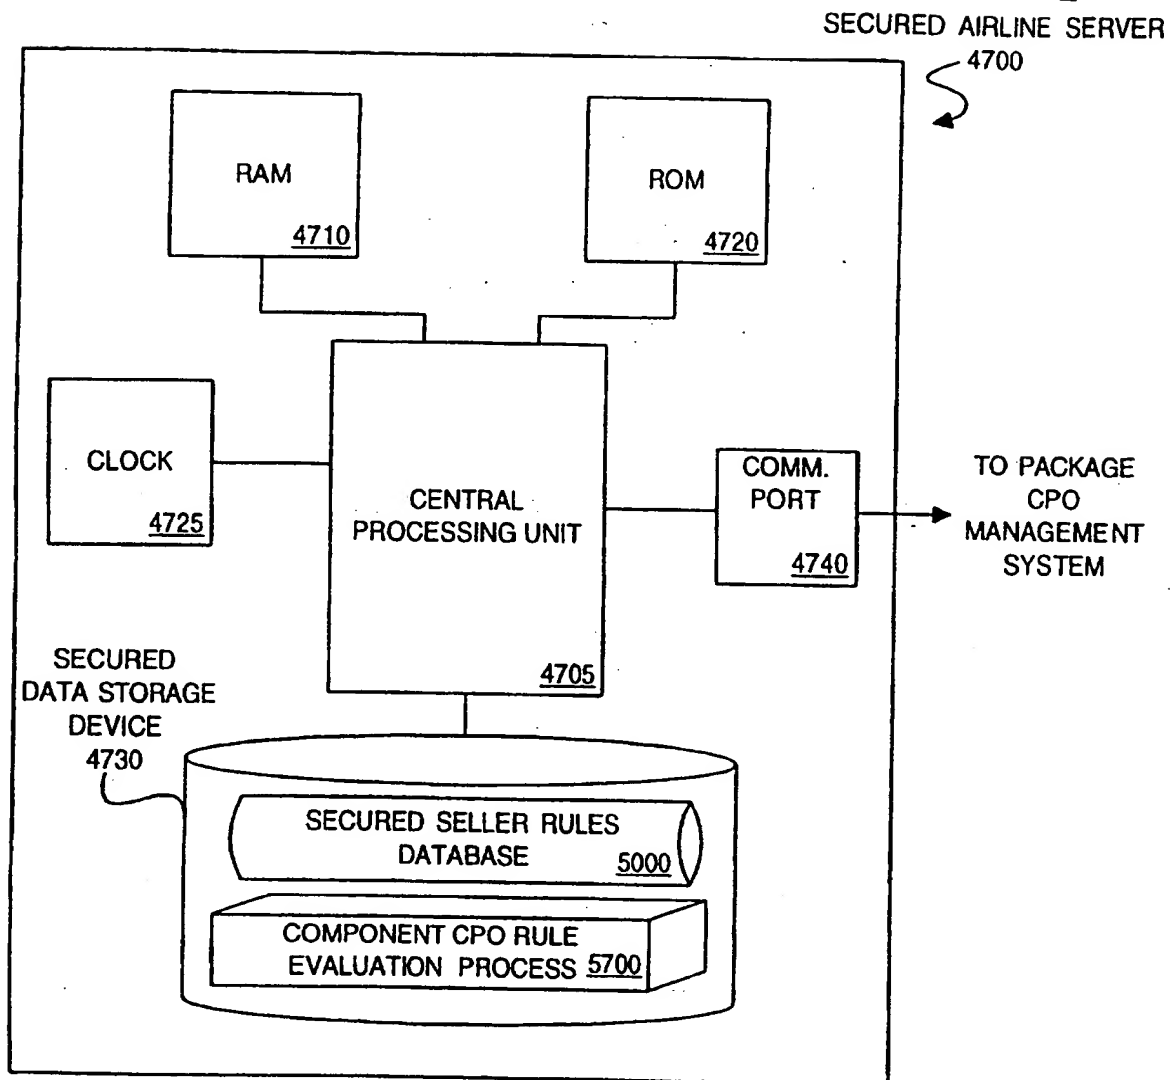 SECURED AIRLINE SERVER
4700
RAM
4710
ROM
4720
CLOCK
4725
CENTRAL
PROCESSING UNIT
4705
COMM.
PORT
4740
TO PACKAGE
CPO
MANAGEMENT
SYSTEM
SECURED
DATA STORAGE
DEVICE
4730
SECURED SELLER RULES
DATABASE
5000
COMPONENT CPO RULE
EVALUATION PROCESS 5700